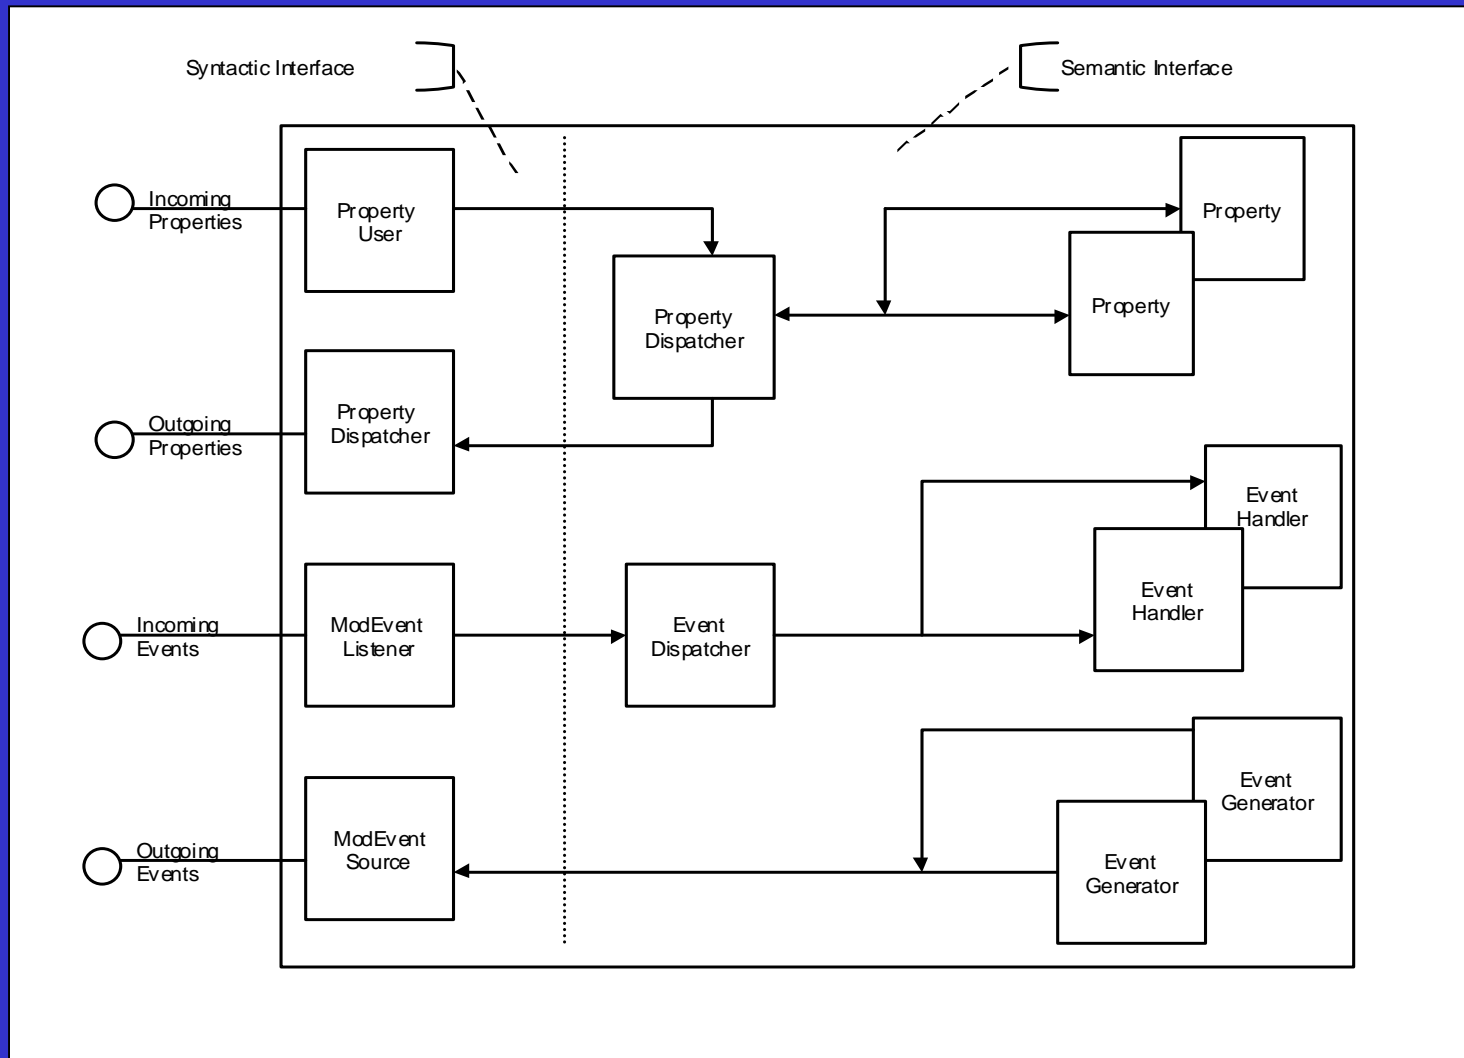 Syntactic Interface
Semantic Interface
Incoming
Properties
Property
User
Property
Property
Property
Dispatcher
Outgoing
Properties
Property
Dispatcher
Event
Handler
Event
Handler
Incoming
Events
ModEvent
Listener
Event
Dispatcher
Event
Generator
Outgoing
Events
ModEvent
Source
Event
Generator